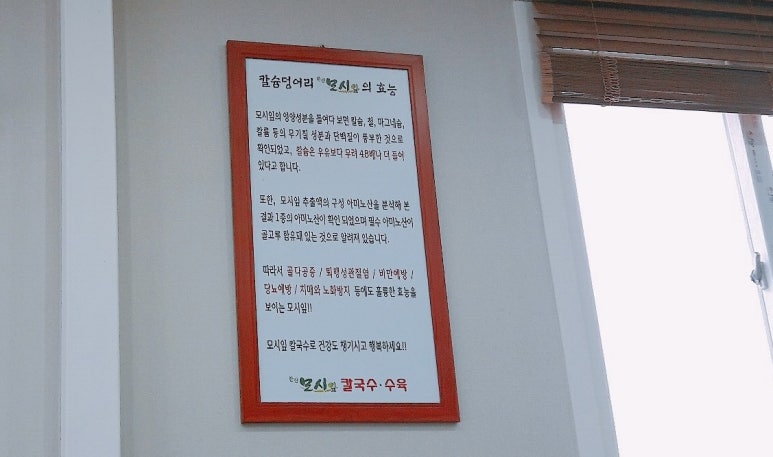 칼슘덩어리 한산 모시잎의 효능
모시잎의 영양성분을 들여다 보면 칼슘, 철, 마그네슘,
칼륨 등의 무기질 성분과 단백질이 풍부한 것으로
확인되었고, 칼슘은 우유보다 무려 48배나 더 들어
있다고 합니다.
또한, 모시잎 추출액의 구성 아미노산을 분석해 본
결과 1종의 아미노산이 확인 되었으며 필수 아미노산이
골고루 함유돼 있는 것으로 알려져 있습니다.
따라서 골다공증 / 퇴행성관절염 / 비만예방 /
당뇨예방 / 치매와 노화방지 등에도 훌륭한 효능을
보이는 모시잎!!
모시잎 칼국수로 건강도 챙기시고 행복하세요!!
한산 모시잎 칼국수·수육